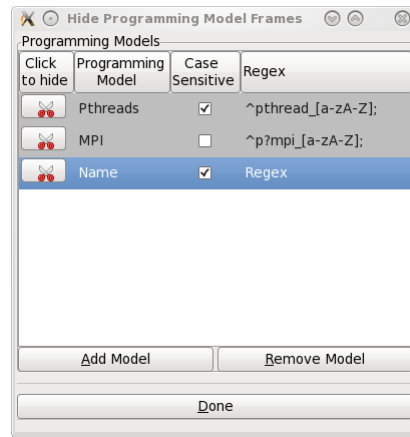 Hide Programming Model Frames
Programming Models
Click to hide
Programming Model
Case Sensitive
Regex
Pthreads ^pthread_[a-zA-Z];
MPI ^p?mpi_[a-zA-Z];
Name Regex
Add Model Remove Model
Done